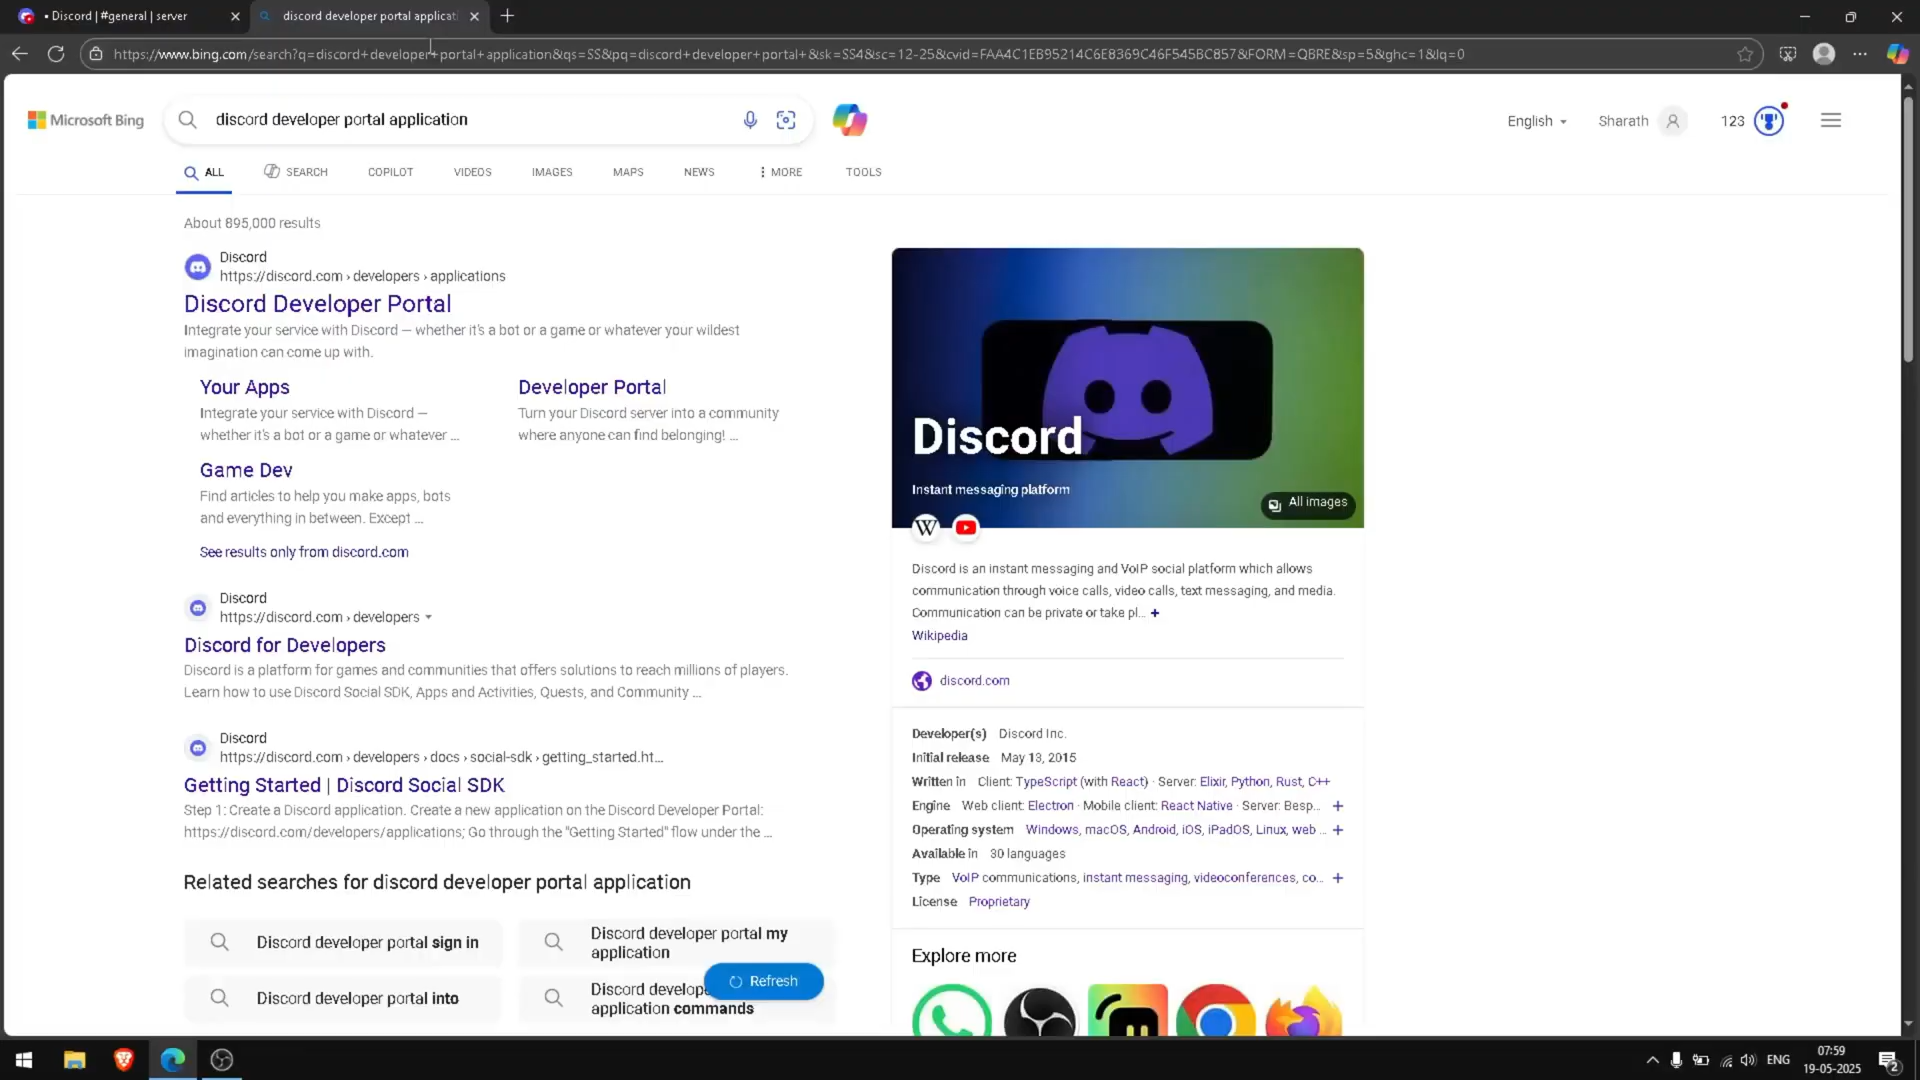 • Discord | #general | server
discord developer portal applicati
https://www.bing.com/search?q=discord+developer+portal+application&qs=SS&pq=discord+developer+portal+&sk=SS4&sc=12-25&cvid=FAA4C1EB95214C6E8369C46F545BC857&FORM=QBRE&sp=5&ghc=1&lq=0
Microsoft Bing
discord developer portal application
English
Sharath
123
ALL
SEARCH
COPILOT
VIDEOS
IMAGES
MAPS
NEWS
MORE
TOOLS
About 895,000 results
Discord
https://discord.com › developers › applications
Discord Developer Portal
Integrate your service with Discord — whether it's a bot or a game or whatever your wildest
imagination can come up with.
Your Apps
Integrate your service with Discord —
whether it's a bot or a game or whatever ...
Developer Portal
Turn your Discord server into a community
where anyone can find belonging! ...
Game Dev
Find articles to help you make apps, bots
and everything in between. Except ...
See results only from discord.com
Discord
https://discord.com › developers
Discord for Developers
Discord is a platform for games and communities that offers solutions to reach millions of players.
Learn how to use Discord Social SDK, Apps and Activities, Quests, and Community ...
Discord
https://discord.com › developers › docs › social-sdk › getting_started.ht...
Getting Started | Discord Social SDK
Step 1: Create a Discord application. Create a new application on the Discord Developer Portal:
https://discord.com/developers/applications; Go through the "Getting Started" flow under the ...
Related searches for discord developer portal application
Discord developer portal sign in
Discord developer portal my
application
Discord developer portal into
Discord develop
application commands
Refresh
Discord
Instant messaging platform
All images
W
Discord is an instant messaging and VoIP social platform which allows
communication through voice calls, video calls, text messaging, and media.
Communication can be private or take pl... +
Wikipedia
discord.com
Developer(s) Discord Inc.
Initial release May 13, 2015
Written in Client: TypeScript (with React) · Server: Elixir, Python, Rust, C++
Engine Web client: Electron · Mobile client: React Native · Server: Besp... +
Operating system Windows, macOS, Android, iOS, iPadOS, Linux, web ... +
Available in 30 languages
Type VoIP communications, instant messaging, videoconferences, co... +
License Proprietary
Explore more
ENG
07:59
19-05-2025
2